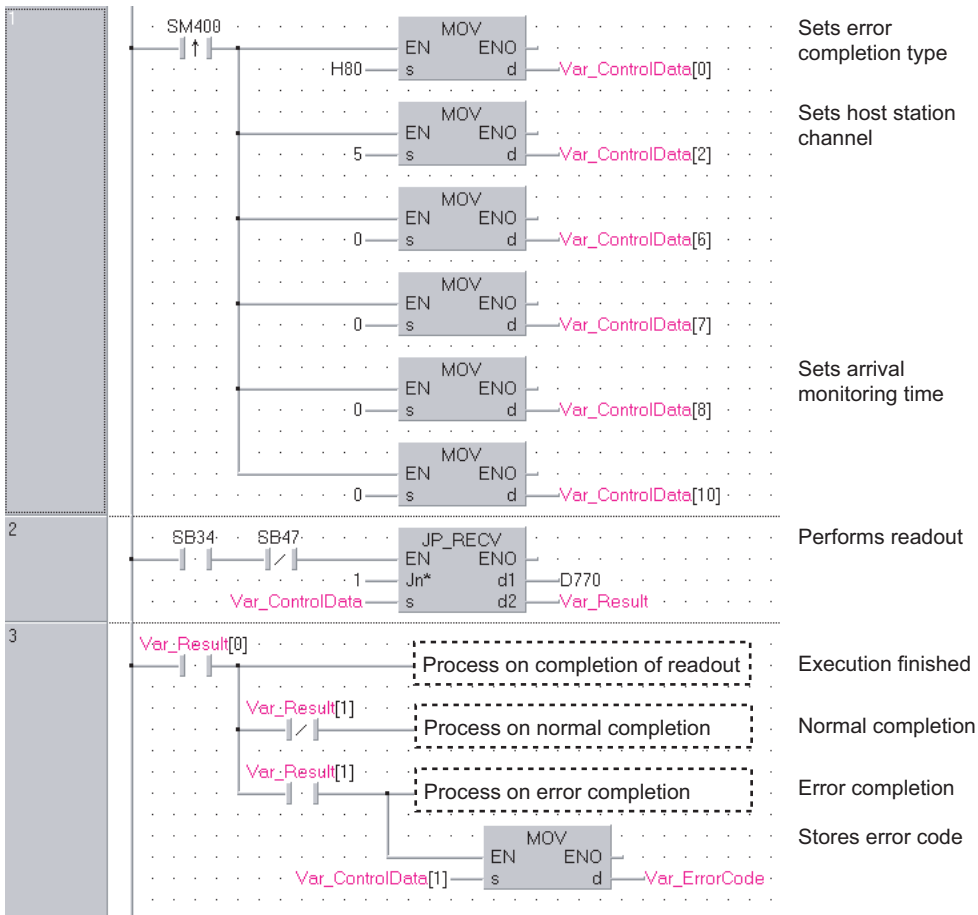 1
SM400
MOV
Sets error
EN ENO
completion type
H80 s d Var_ControlData[0]
MOV
Sets host station
EN ENO
channel
5 s d Var_ControlData[2]
MOV
EN ENO
0 s d Var_ControlData[6]
MOV
EN ENO
0 s d Var_ControlData[7]
MOV
Sets arrival
EN ENO
monitoring time
0 s d Var_ControlData[8]
MOV
EN ENO
0 s d Var_ControlData[10]
2
SB34 SB47 JP_RECV Performs readout
EN ENO
1 Jn* d1 D770
Var_ControlData s d2 Var_Result
3
Var_Result[0]
Process on completion of readout Execution finished
Var_Result[1]
Process on normal completion Normal completion
Var_Result[1]
Process on error completion Error completion
MOV Stores error code
EN ENO
Var_ControlData[1] s d Var_ErrorCode